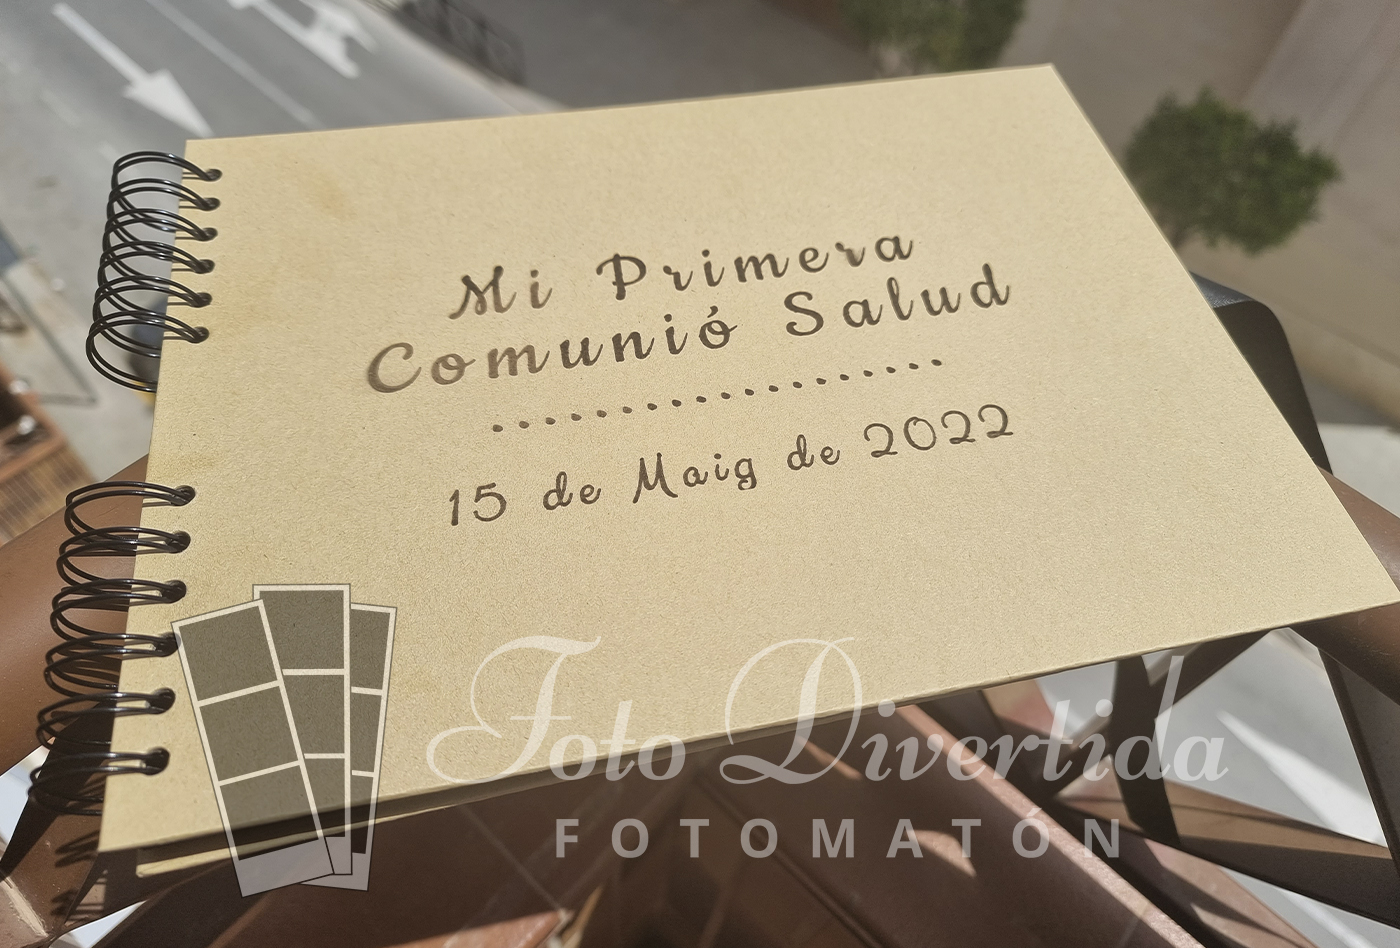 Mi Primera
Comunió Salud
...................
15 de Maig de 2022
Foto Divertida
FOTOMATÓN